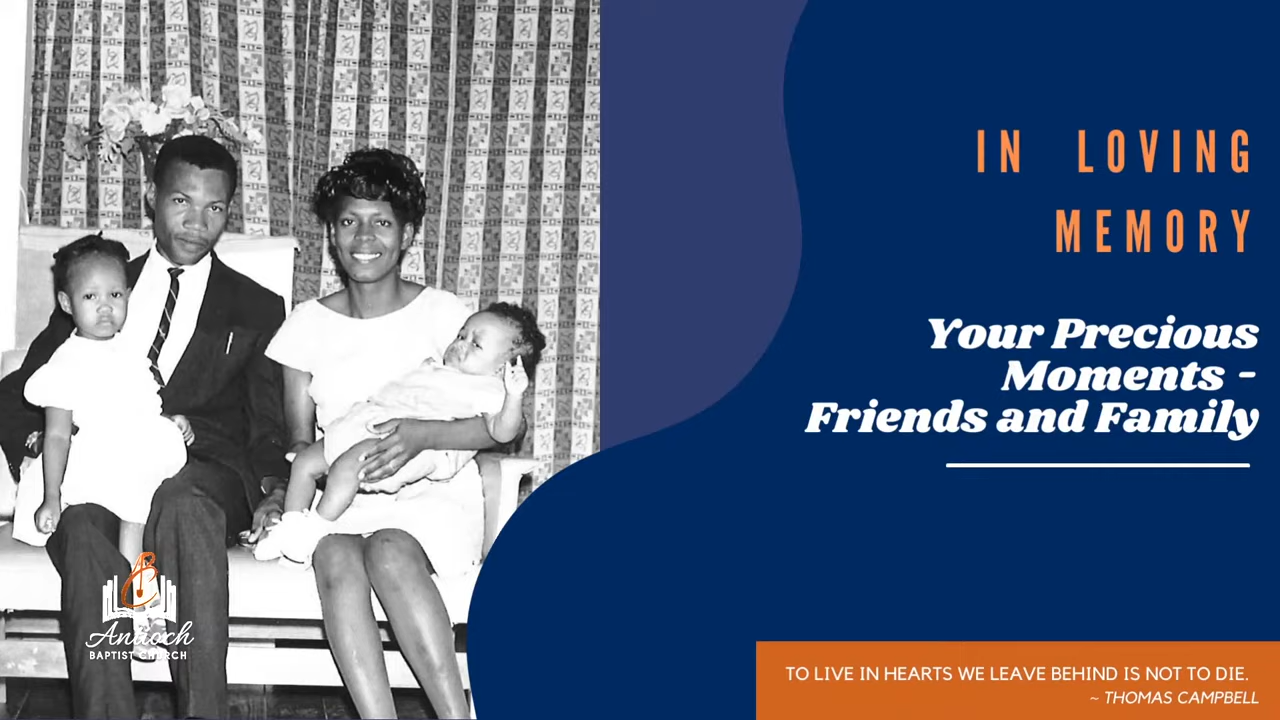 IN LOVING
MEMORY
Your Precious
Moments -
Friends and Family
Antioch
BAPTIST CHURCH
TO LIVE IN HEARTS WE LEAVE BEHIND IS NOT TO DIE.
~ THOMAS CAMPBELL